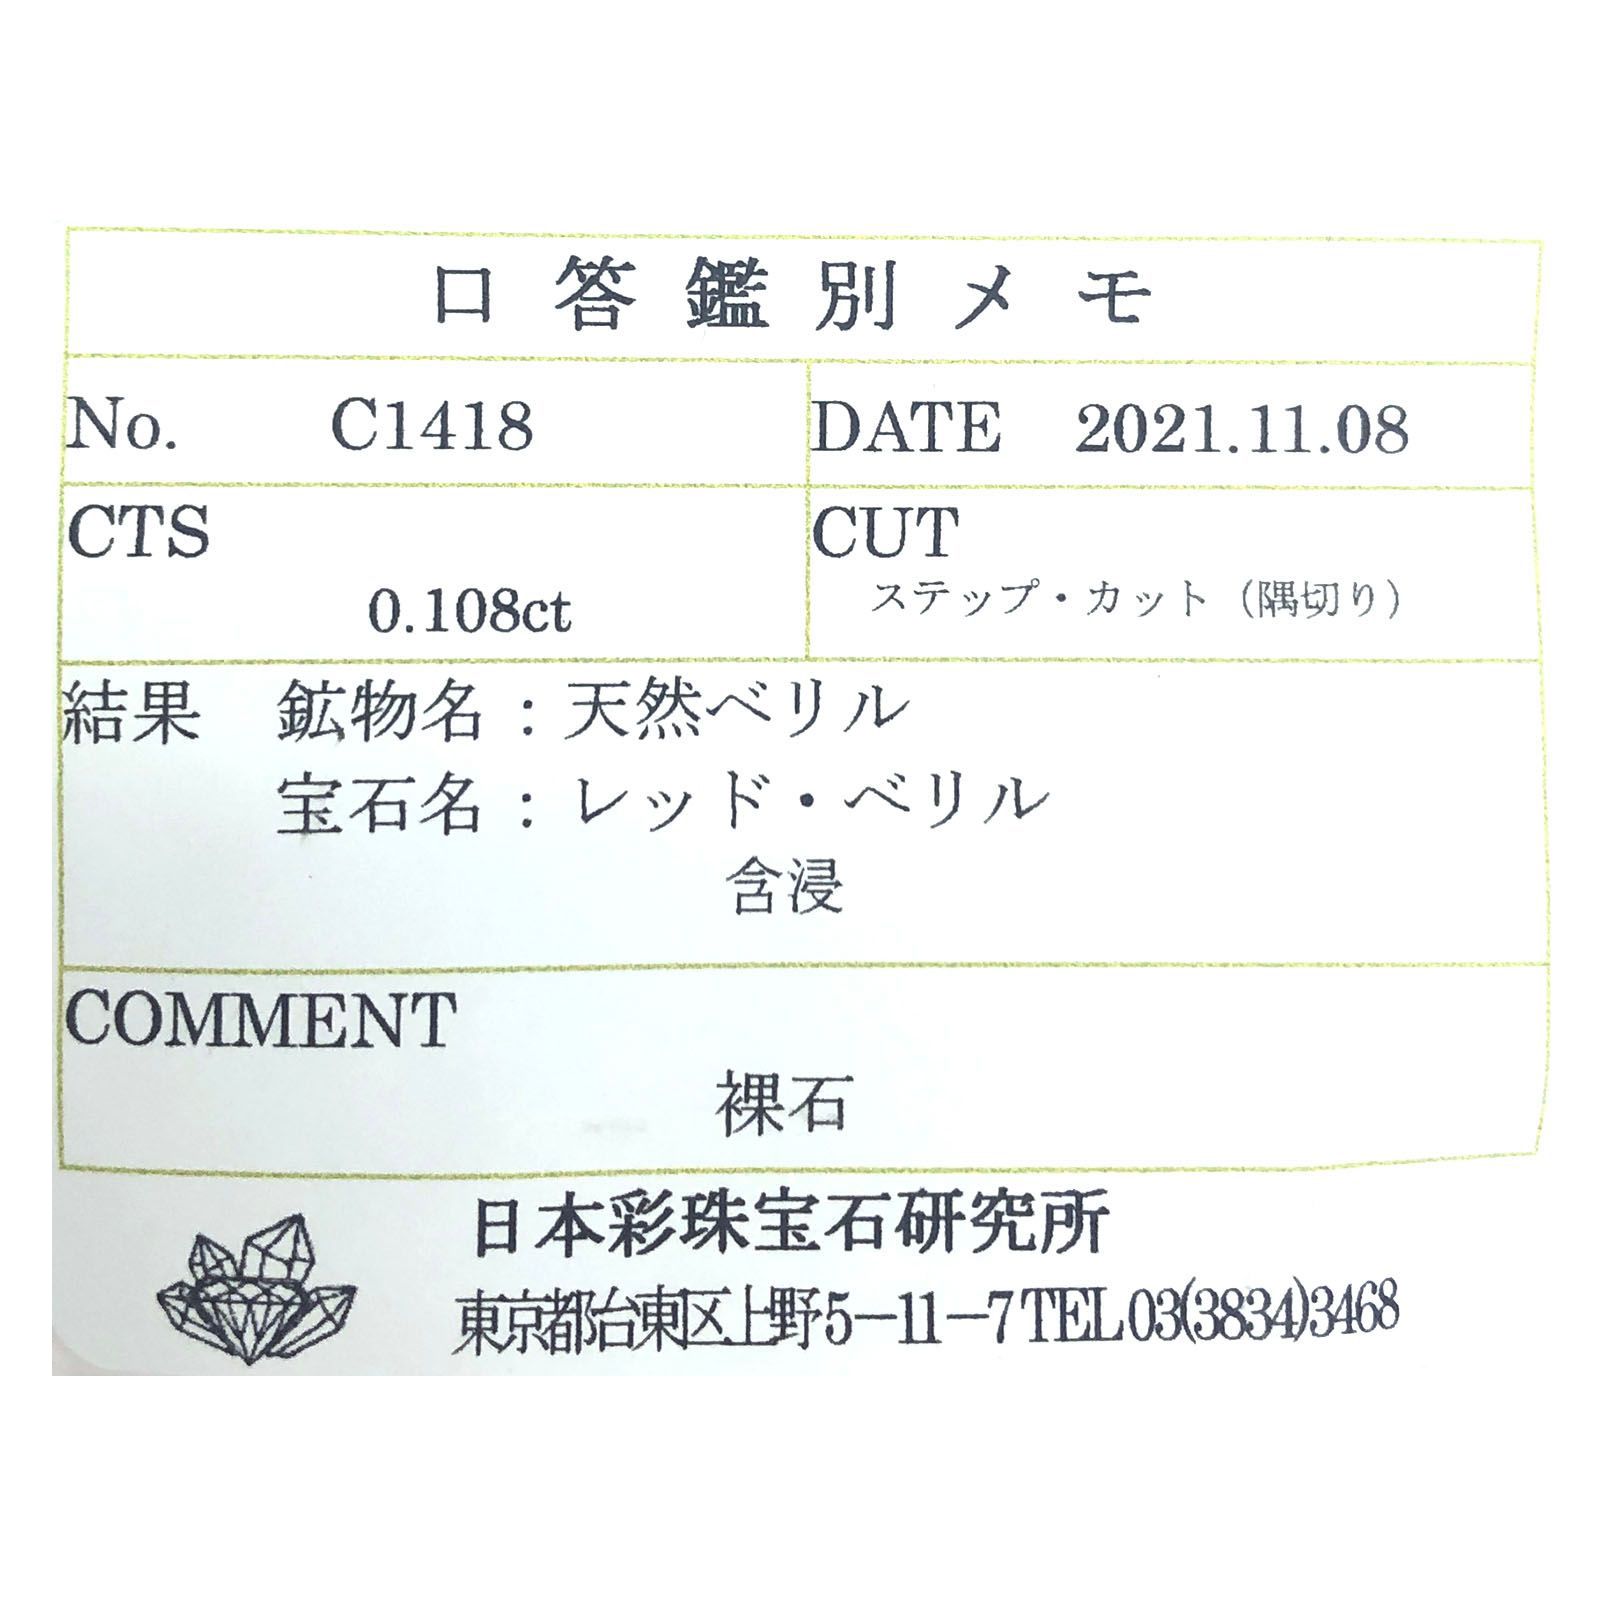 口答鑑別メモ
No. C1418 DATE 2021.11.08
CTS CUT
0.108ct ステップ・カット（隅切り）
結果 鉱物名：天然ベリル
宝石名：レッド・ベリル
含浸
COMMENT
裸石
日本彩珠宝石研究所
東京都台東区上野5－11－7 TEL 03(3834)3468